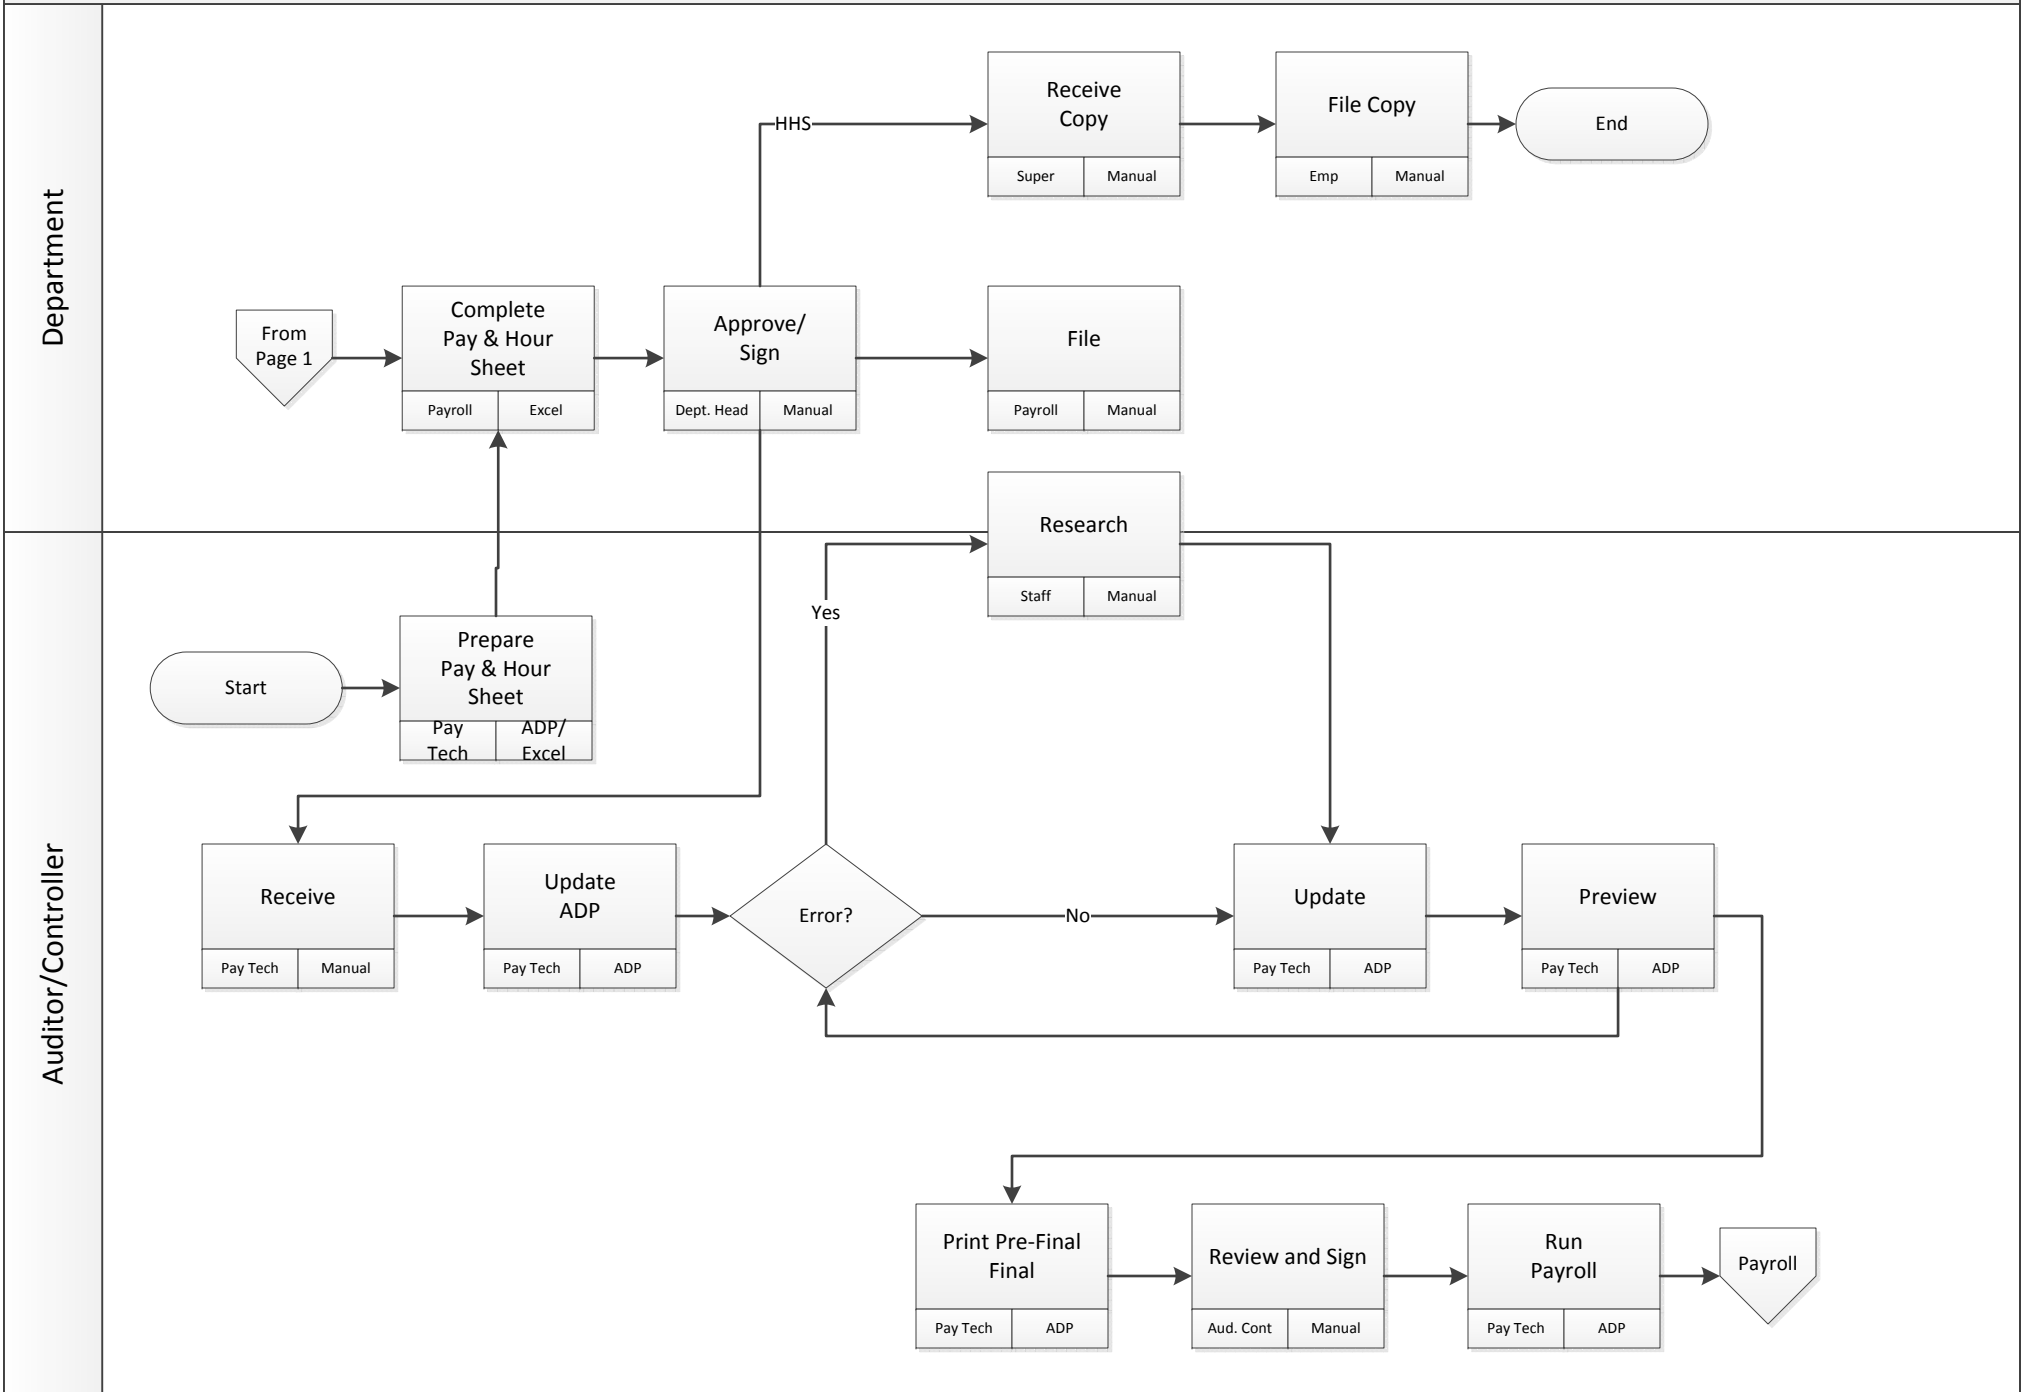 Department
Receive
Copy
Super
Manual
File Copy
Emp
Manual
End
HHS
From
Page 1
Complete
Pay & Hour
Sheet
Payroll
Excel
Approve/
Sign
Dept. Head
Manual
File
Payroll
Manual
Research
Staff
Manual
Auditor/Controller
Yes
Start
Prepare
Pay & Hour
Sheet
Pay
Tech
ADP/
Excel
Receive
Pay Tech
Manual
Update
ADP
Pay Tech
ADP
Error?
No
Update
Pay Tech
ADP
Preview
Pay Tech
ADP
Print Pre-Final
Final
Pay Tech
ADP
Review and Sign
Aud. Cont
Manual
Run
Payroll
Pay Tech
ADP
Payroll